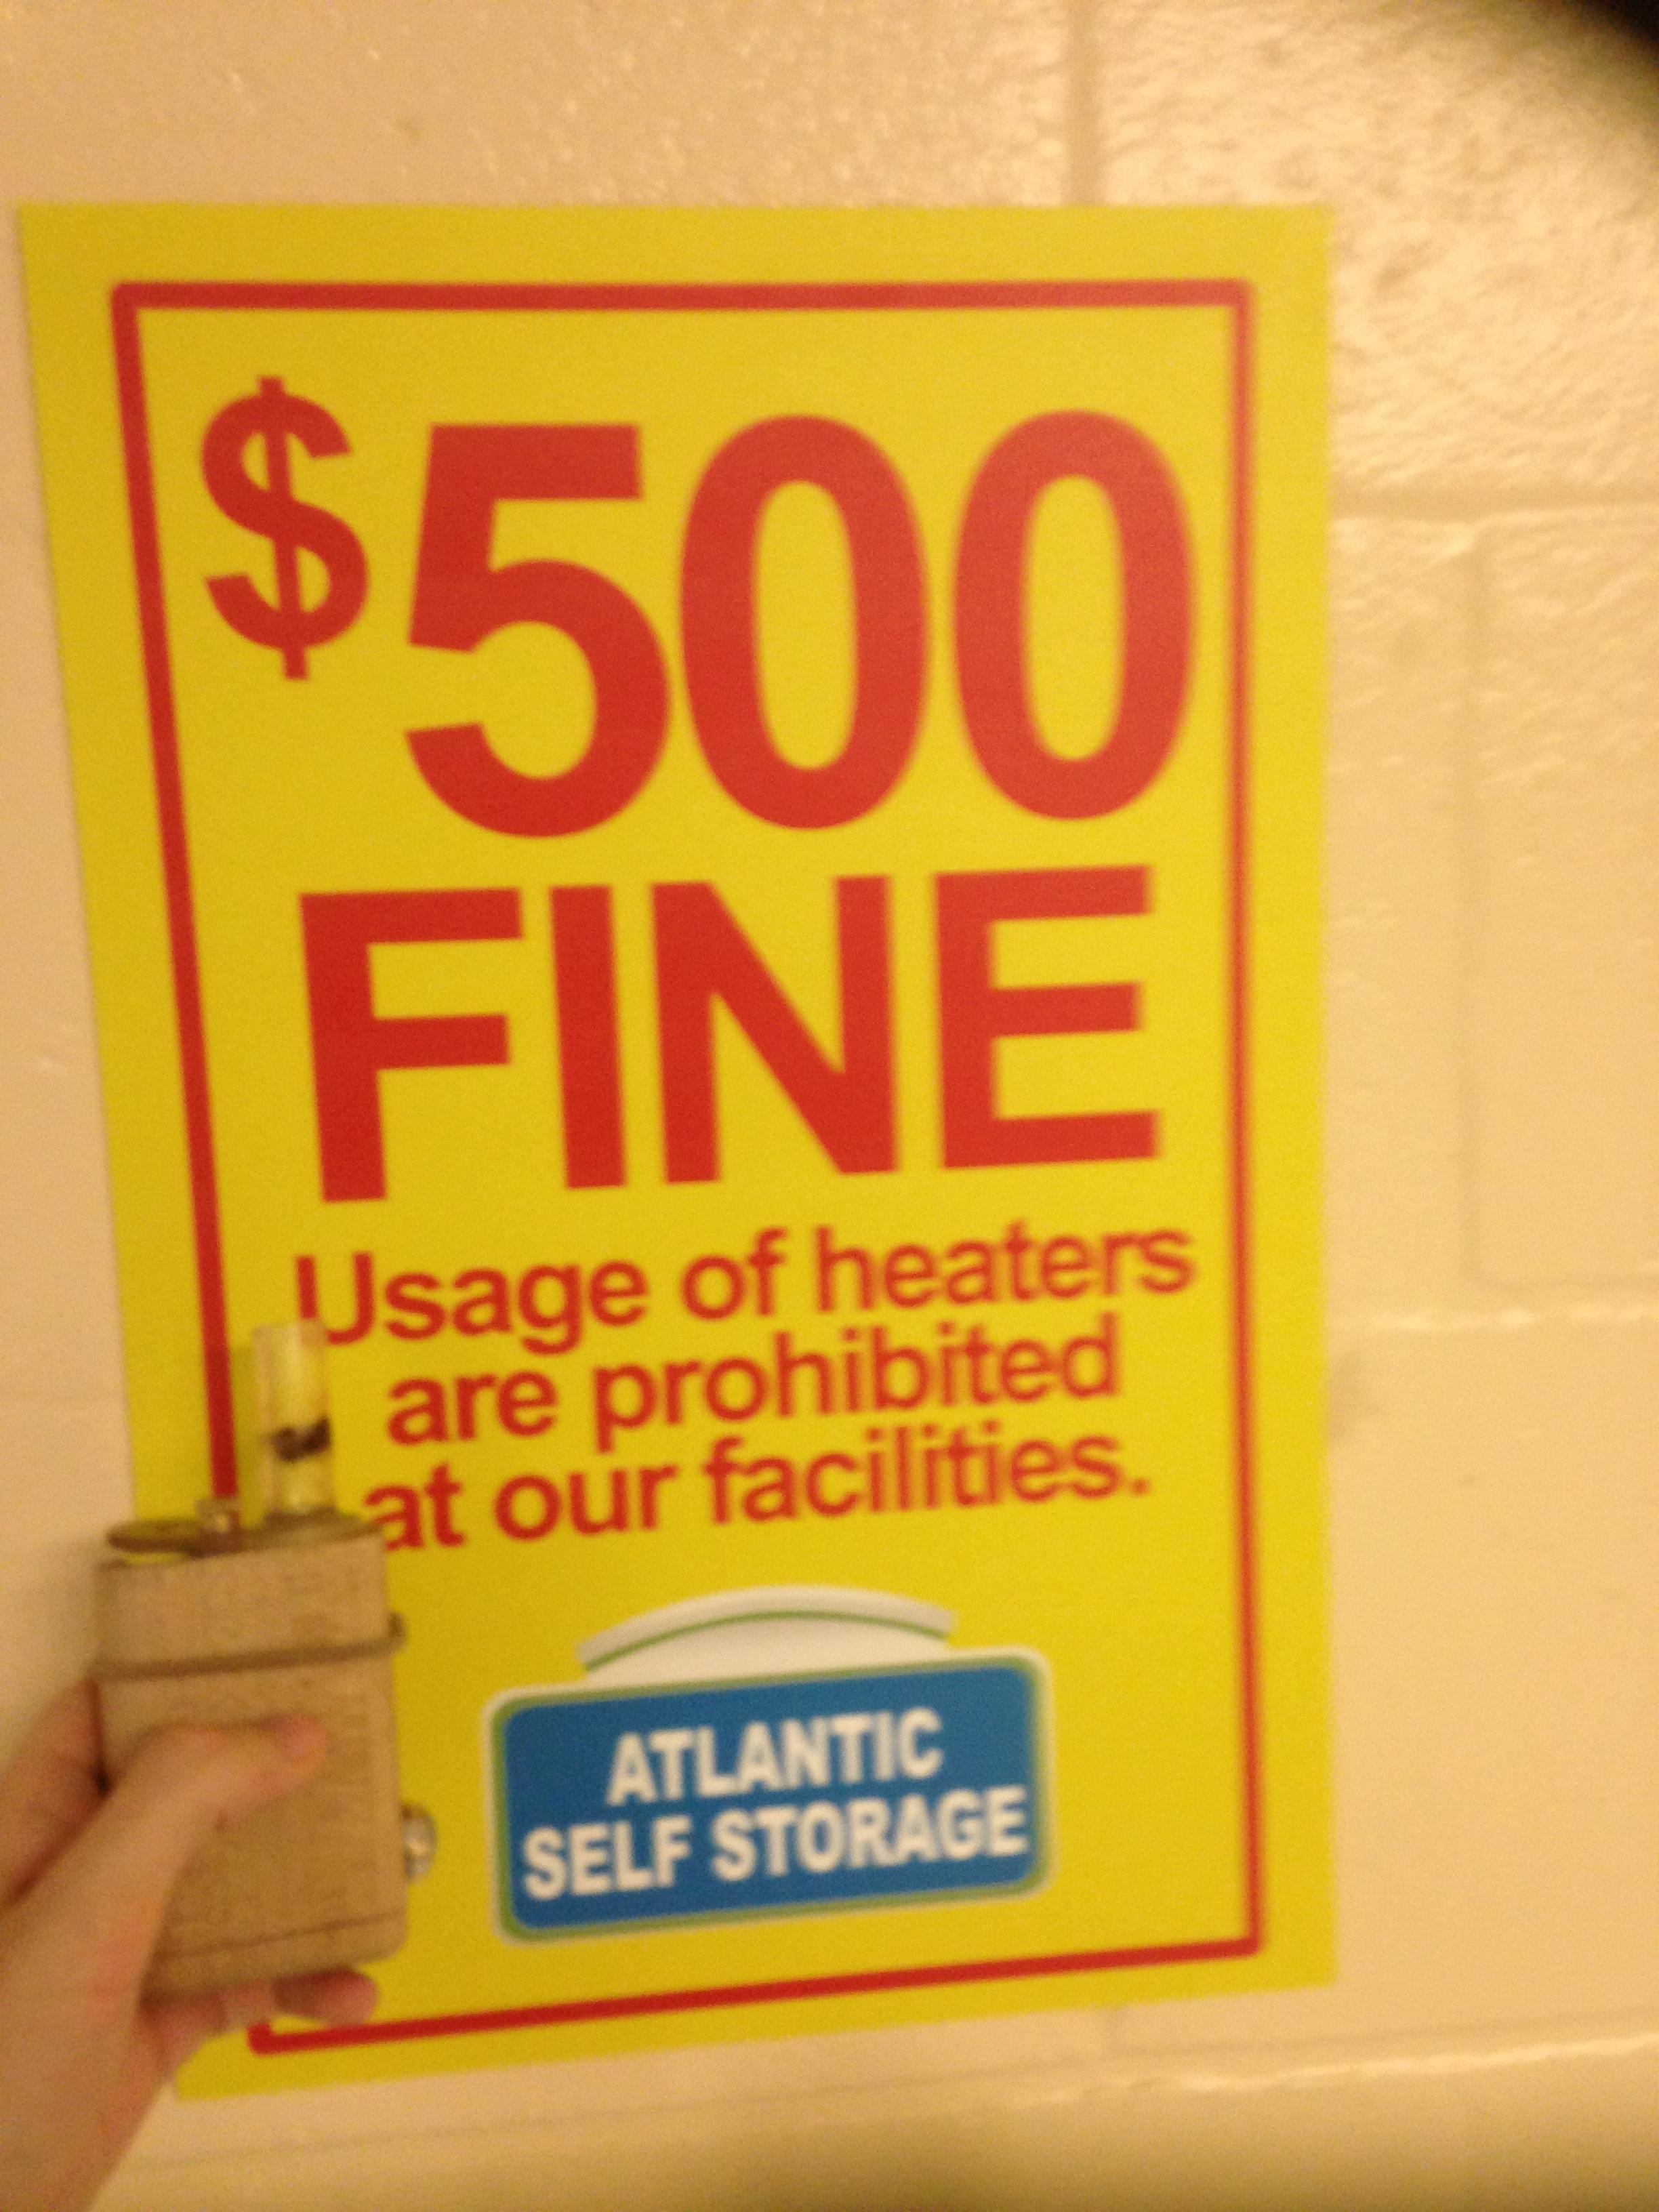 $500
FINE
Usage of heaters
are prohibited
at our facilities.
ATLANTIC
SELF STORAGE